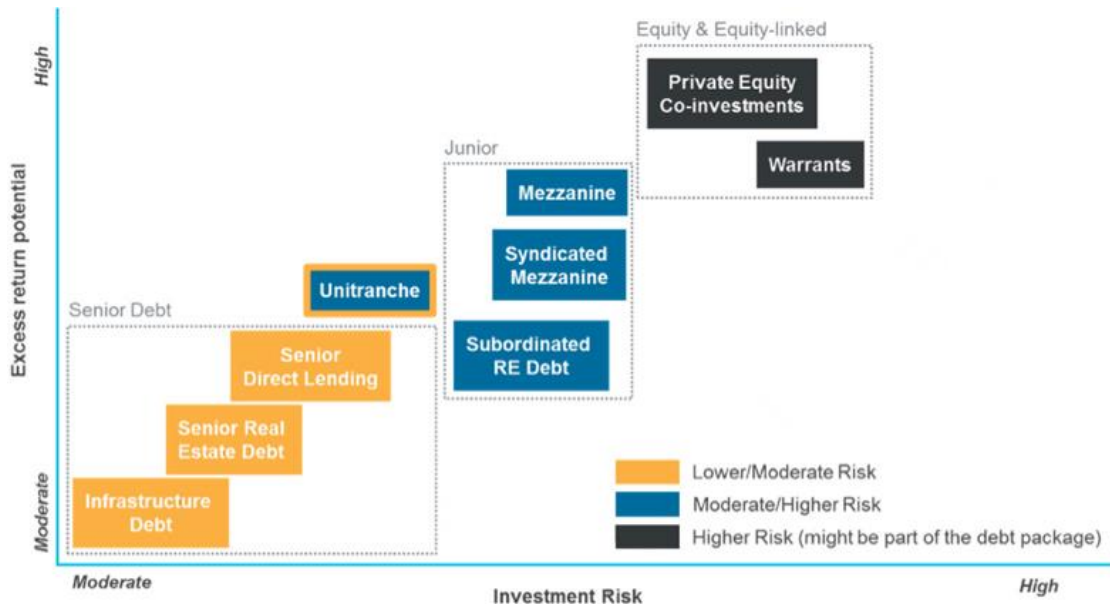 Equity & Equity-linked
High
Private Equity
Co-investments
Junior
Warrants
Mezzanine
Excess return potential
Syndicated
Mezzanine
Unitranche
Senior Debt
Senior
Direct Lending
Subordinated
RE Debt
Senior Real
Estate Debt
Lower/Moderate Risk
Infrastructure
Debt
Moderate/Higher Risk
Moderate
Higher Risk (might be part of the debt package)
Moderate
High
Investment Risk